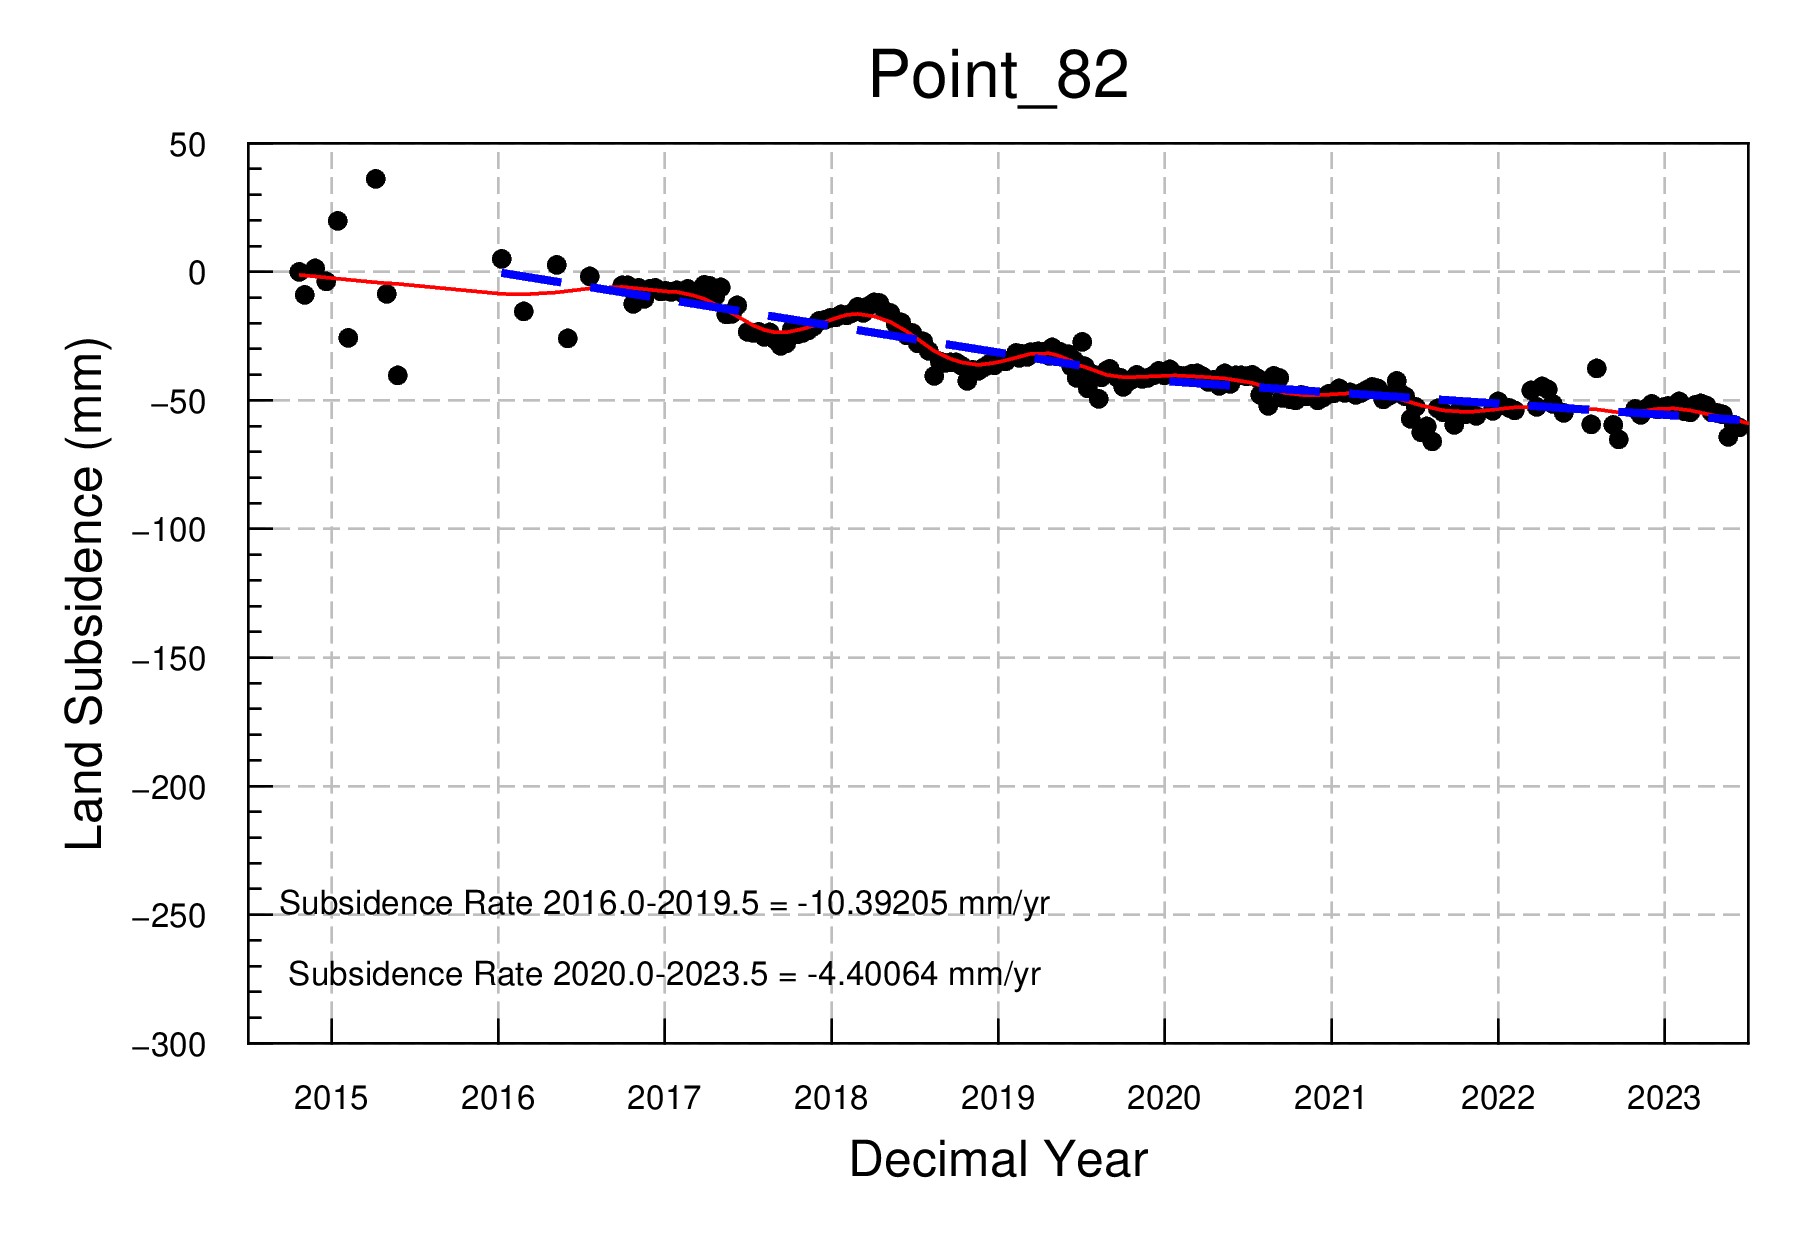 Point_82
50
0
−50
−100
−150
−200
−250
−300
Land Subsidence (mm)
Subsidence Rate 2016.0-2019.5 = -10.39205 mm/yr
Subsidence Rate 2020.0-2023.5 = -4.40064 mm/yr
2015 2016 2017 2018 2019 2020 2021 2022 2023
Decimal Year